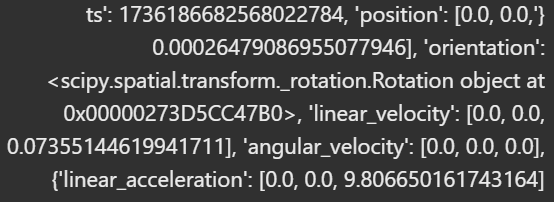 ts': 1736186682568022784, 'position': [0.0, 0.0,'}
0.00026479086955077946], 'orientation':
<scipy.spatial.transform._rotation.Rotation object at
0x00000273D5CC47B0>, 'linear_velocity': [0.0, 0.0,
0.07355144619941711], 'angular_velocity': [0.0, 0.0, 0.0],
{'linear_acceleration': [0.0, 0.0, 9.806650161743164]